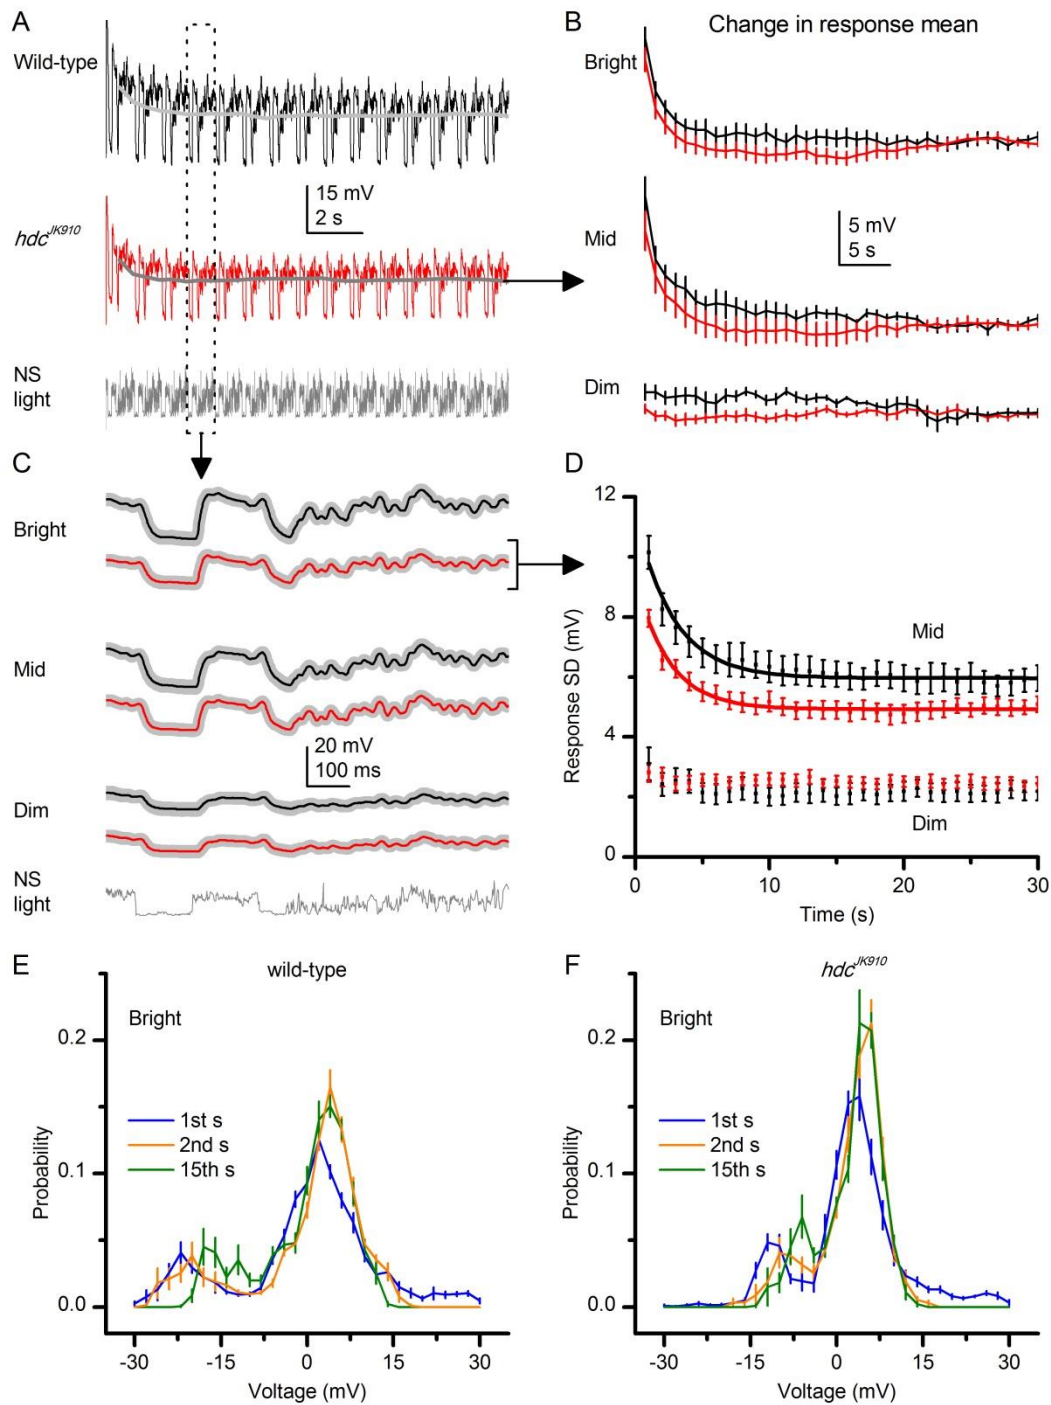 A
Wild-type
15 mV
2 s
hdc^JK910
NS
light
B
Change in response mean
Bright
Mid
5 mV
5 s
Dim
C
Bright
Mid
20 mV
100 ms
Dim
NS
light
D
12
8
4
0
Response SD (mV)
Mid
Dim
0 10 20 30
Time (s)
E
wild-type
Bright
0.2
0.1
0.0
Probability
1st s
2nd s
15th s
-30 -15 0 15 30
Voltage (mV)
F
hdc^JK910
Bright
0.2
0.1
0.0
Probability
1st s
2nd s
15th s
-30 -15 0 15 30
Voltage (mV)